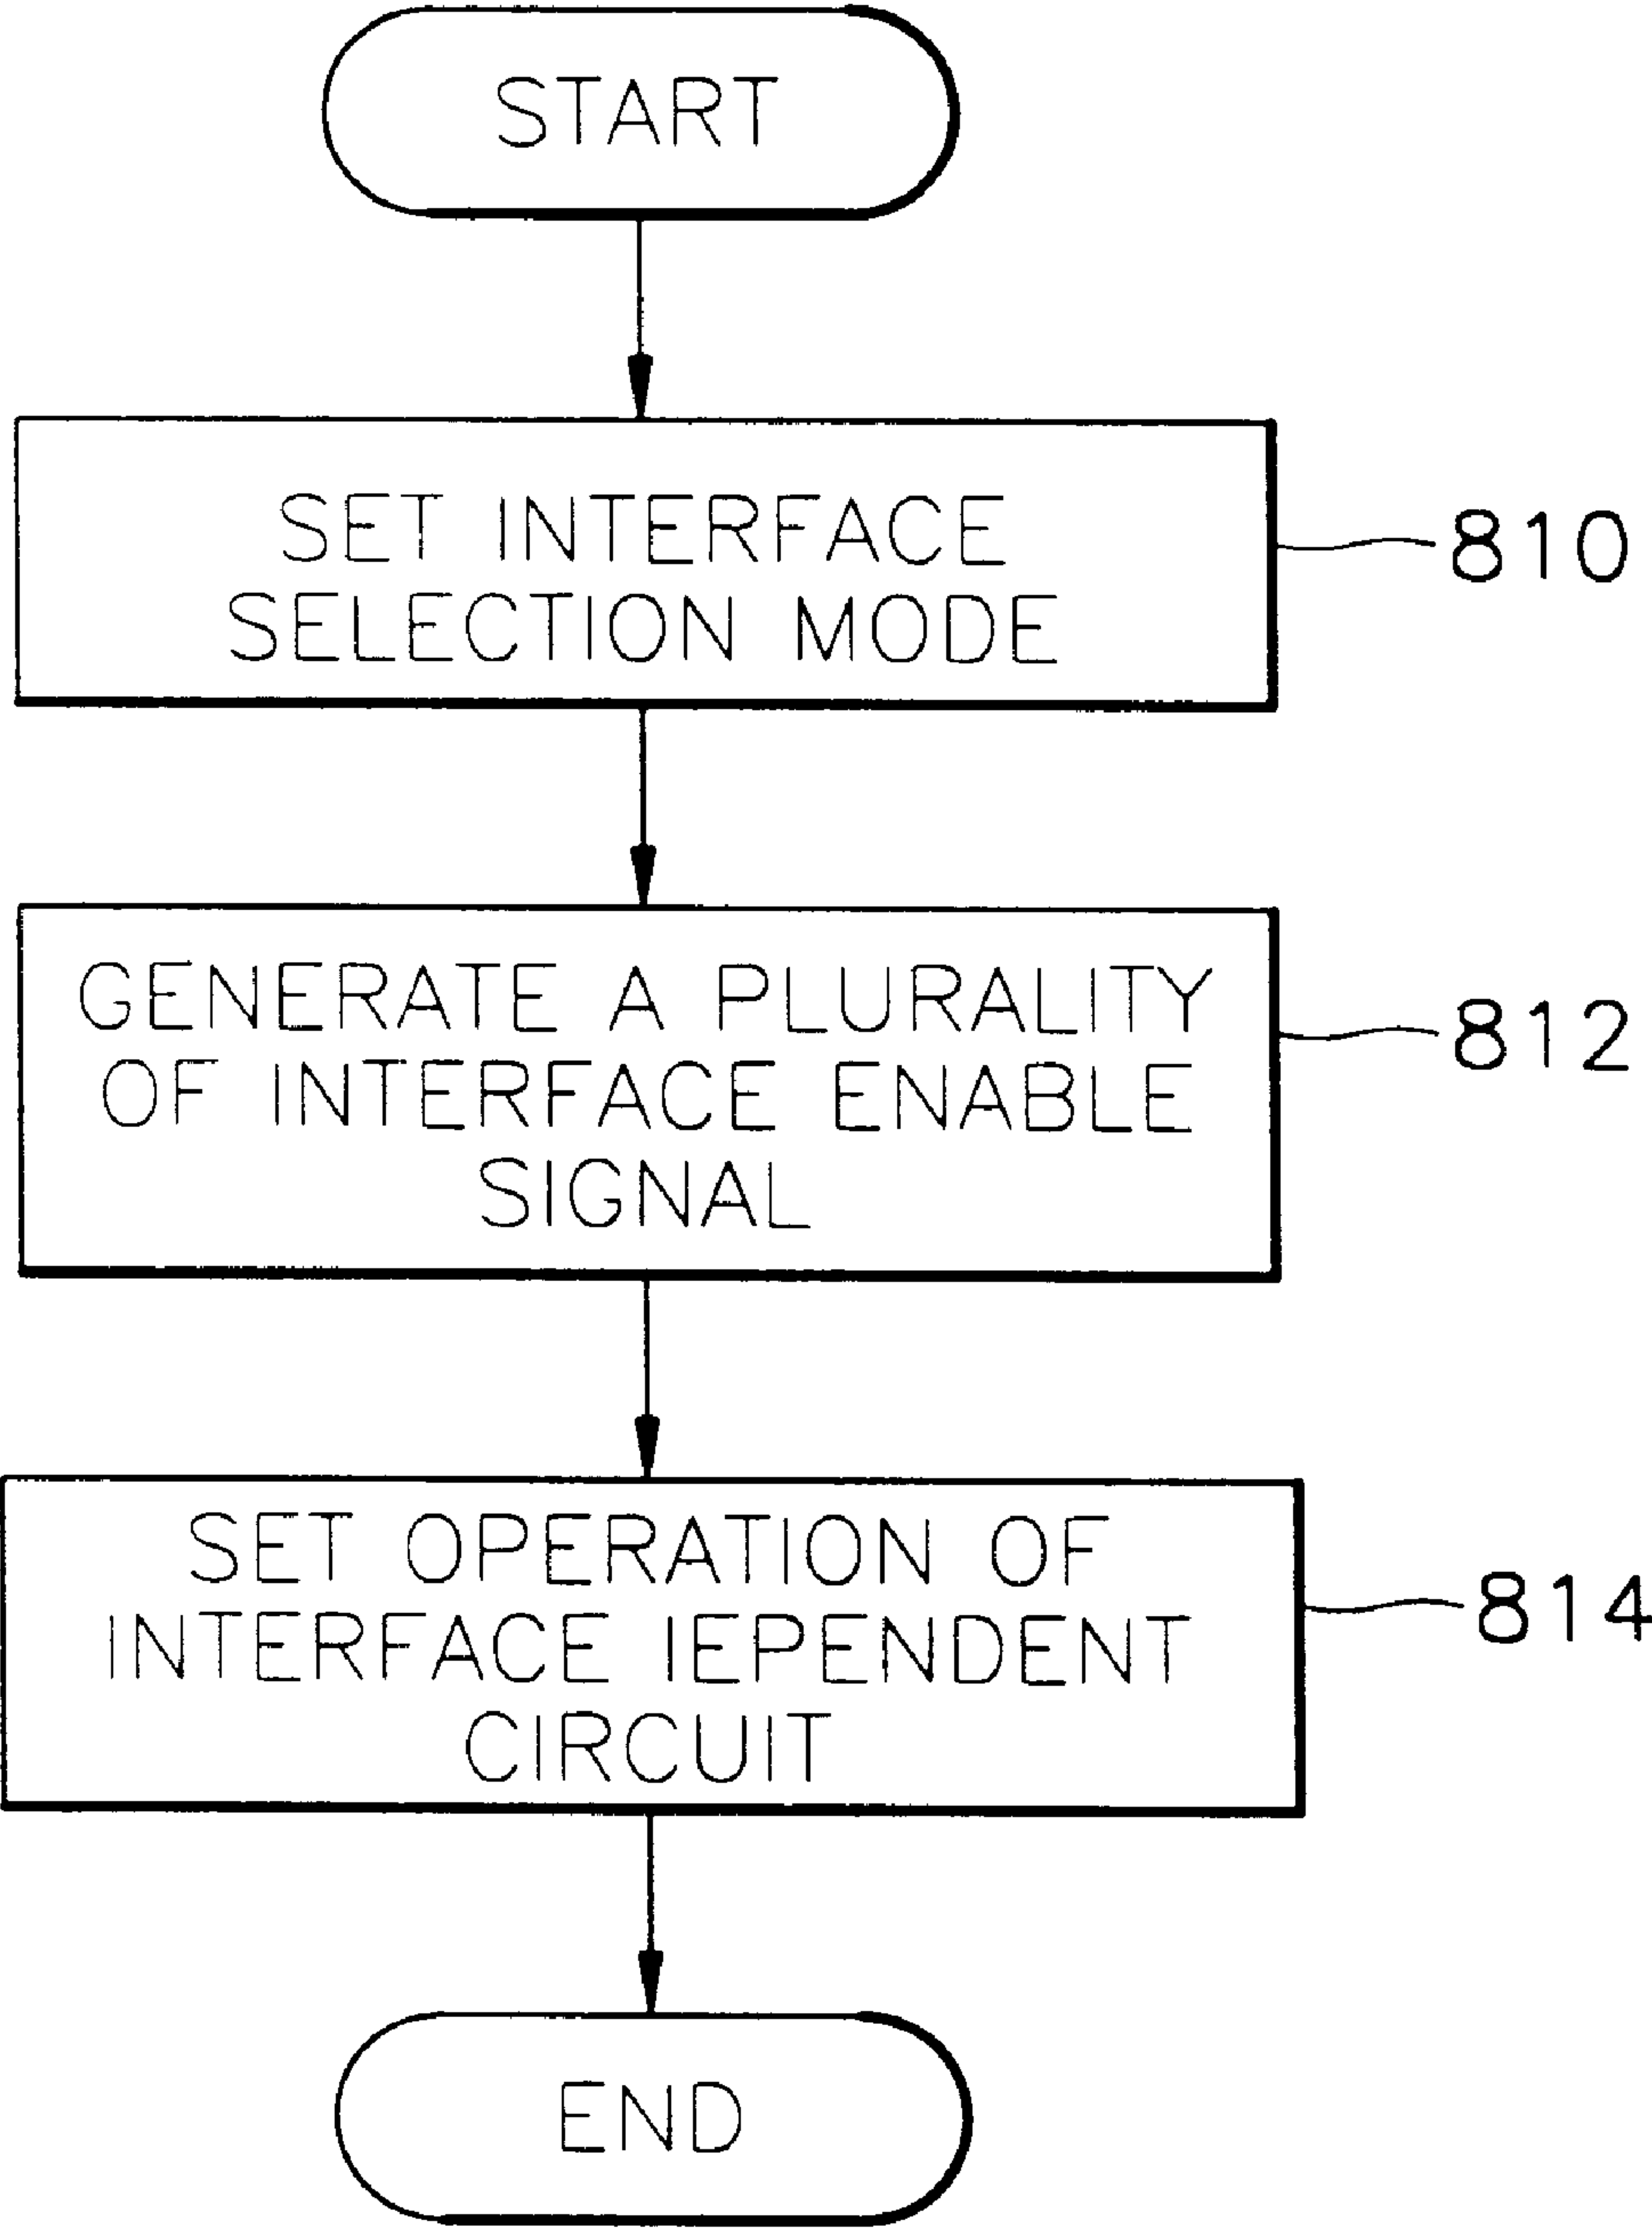 START
SET INTERFACE
SELECTION MODE
810
GENERATE A PLURALITY
OF INTERFACE ENABLE
SIGNAL
812
SET OPERATION OF
INTERFACE IEPENDENT
CIRCUIT
814
END